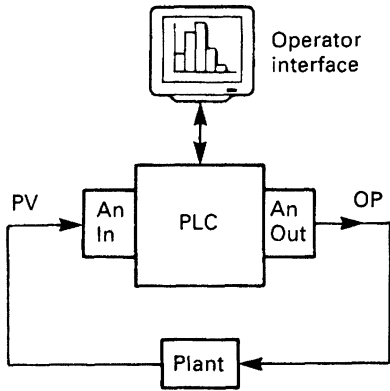 Operator
interface
PV
An
In
PLC
An
Out
OP
Plant